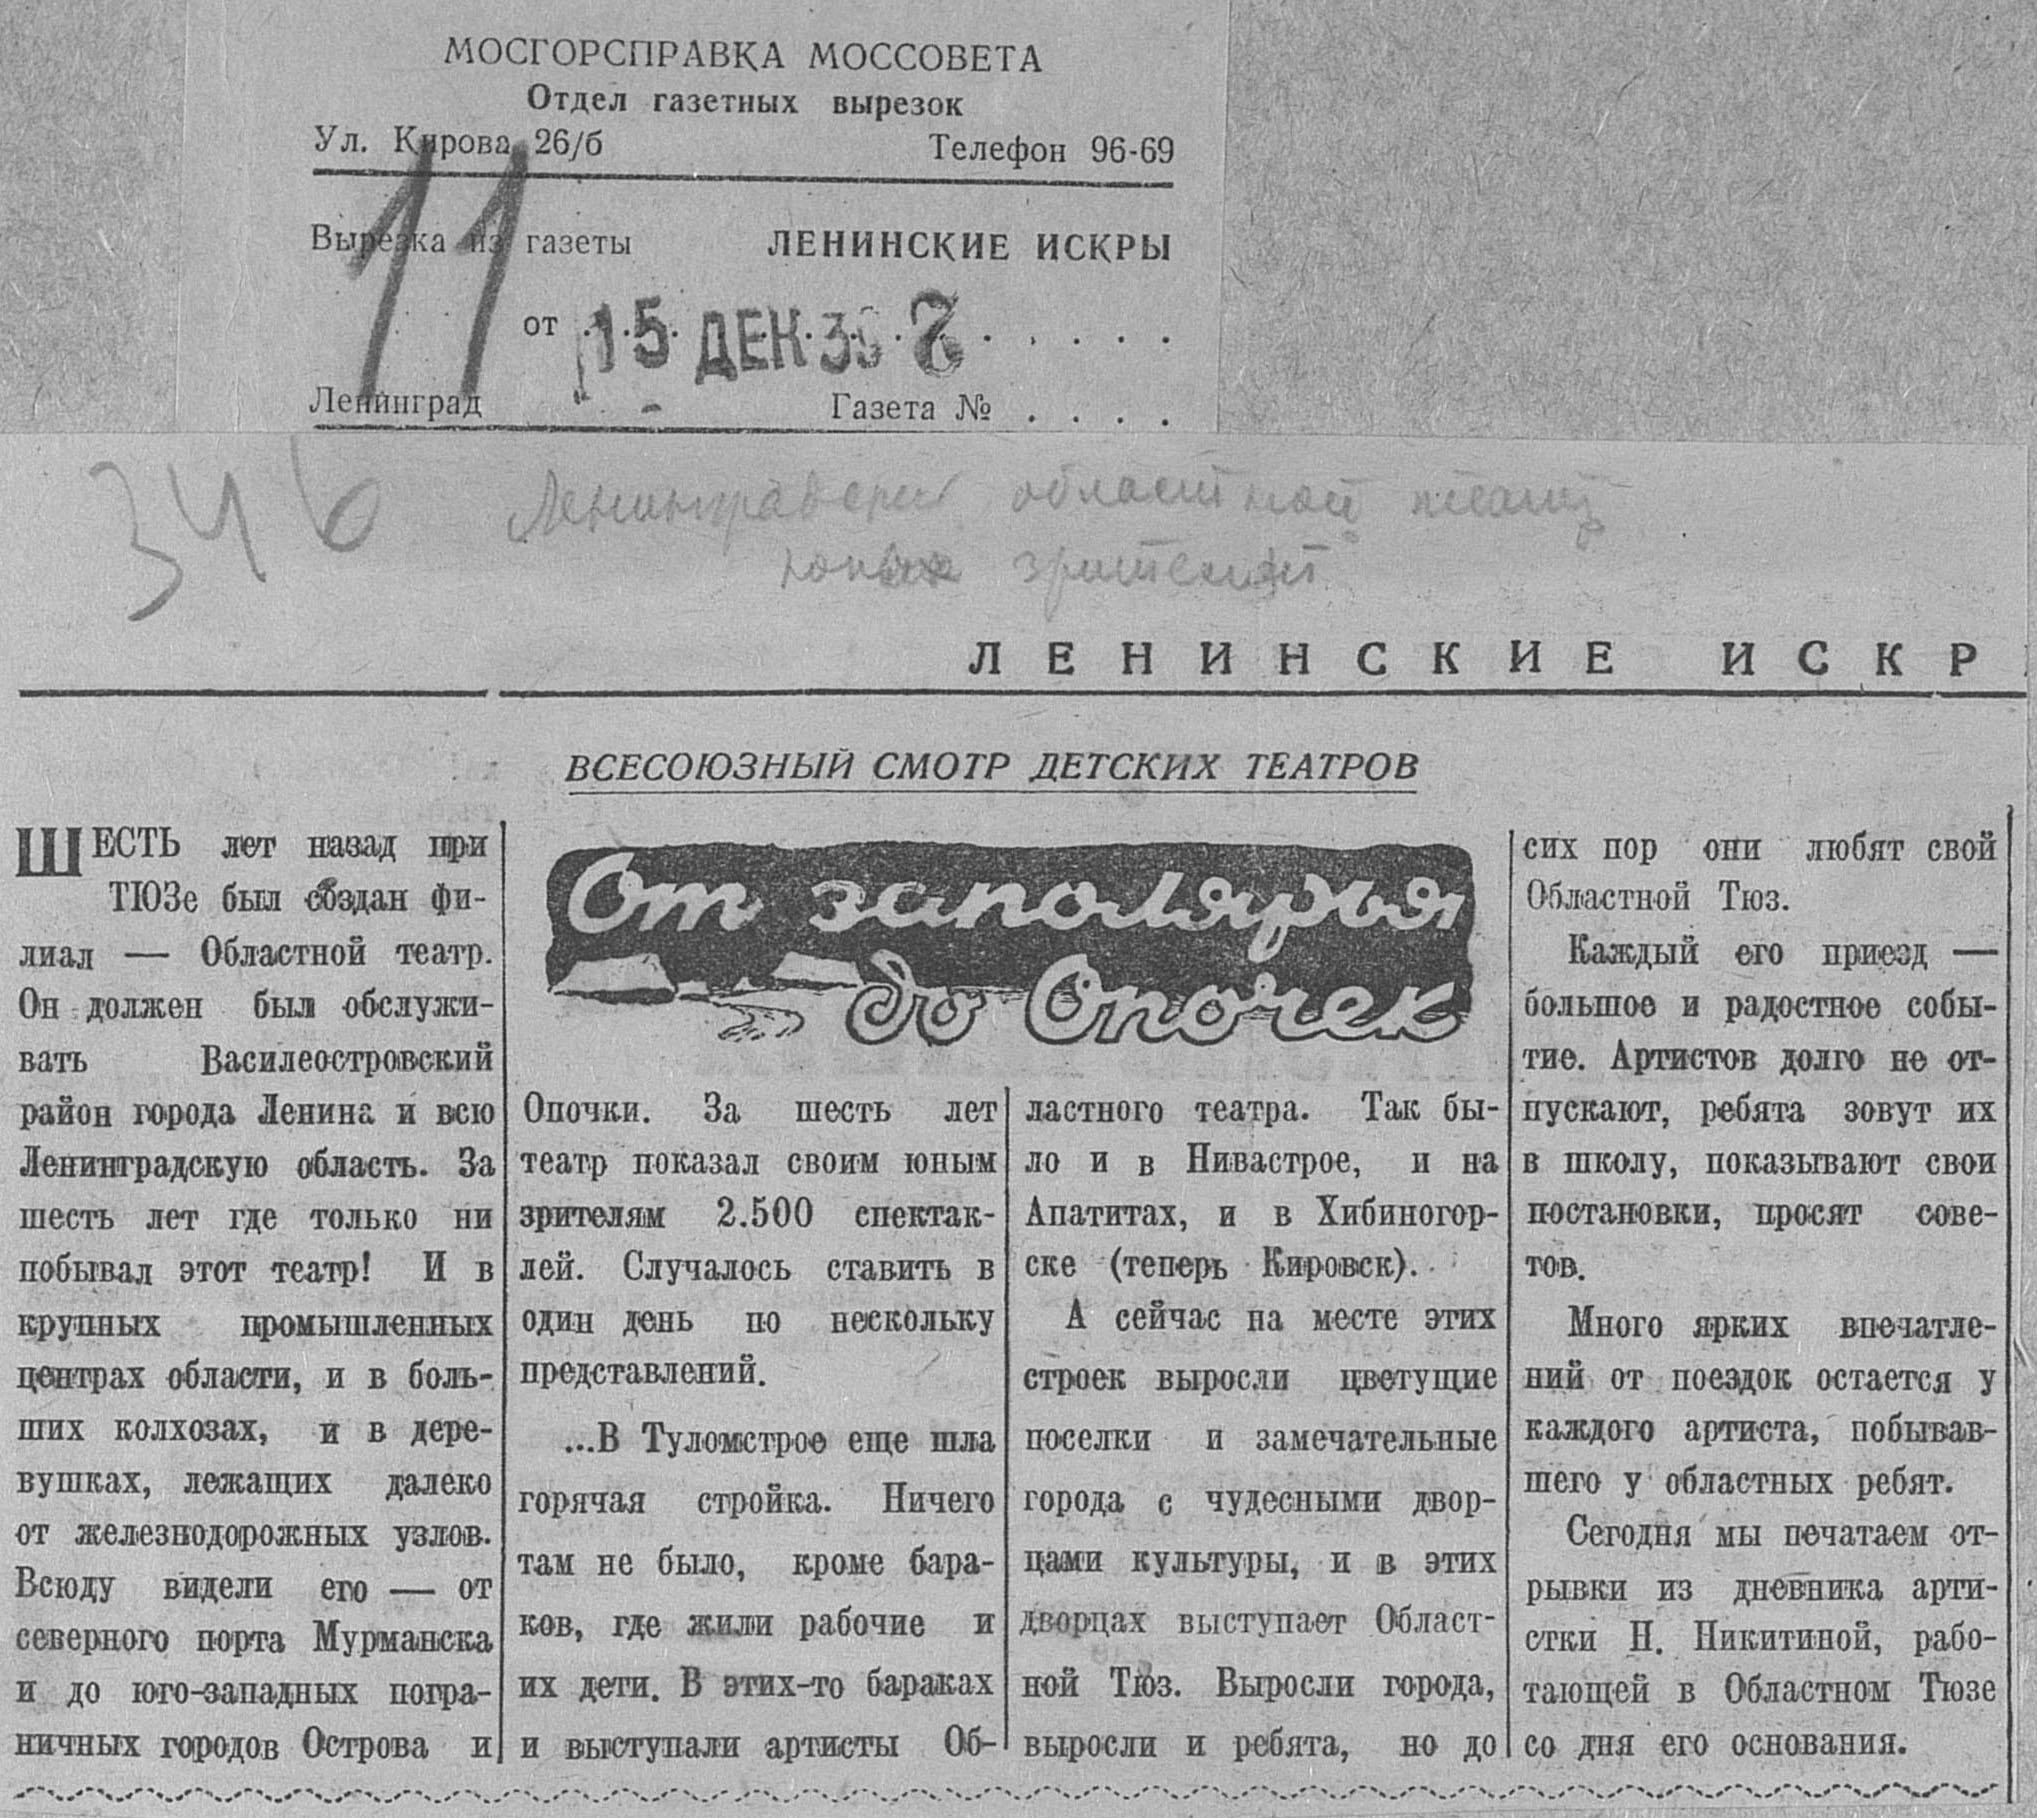 МОСГОРСПРАВКА МОССОВЕТА
Отдел газетных вырезок
Ул. Кирова 26/б Телефон 96-69
11
Вырезка из газеты ЛЕНИНСКИЕ ИСКРЫ
от 15 ДЕК. 39
Ленинград Газета № . . . .
346 Ленинградский областной театр
юных зрителей
ЛЕНИНСКИЕ ИСКР
ВСЕСОЮЗНЫЙ СМОТР ДЕТСКИХ ТЕАТРОВ
От заполярья
до Опочек
ШЕСТЬ лет назад при
ТЮЗе был создан фи-
лиал — Областной театр.
Он должен был обслужи-
вать Василеостровский
район города Ленина и всю
Ленинградскую область. За
шесть лет где только ни
побывал этот театр! И в
крупных промышленных
центрах области, и в боль-
ших колхозах, и в дере-
вушках, лежащих далеко
от железнодорожных узлов.
Всюду видели его — от
северного порта Мурманска
и до юго-западных погра-
ничных городов Острова и
Опочки. За шесть лет
театр показал своим юным
зрителям 2.500 спектак-
лей. Случалось ставить в
один день по нескольку
представлений.
...В Туломстрое еще шла
горячая стройка. Ничего
там не было, кроме бара-
ков, где жили рабочие и
их дети. В этих-то бараках
и выступали артисты Об-
ластного театра. Так бы-
ло и в Нивастрое, и на
Апатитах, и в Хибиногор-
ске (теперь Кировск).
А сейчас на месте этих
строек выросли цветущие
поселки и замечательные
города с чудесными двор-
цами культуры, и в этих
дворцах выступает Област-
ной Тюз. Выросли города,
выросли и ребята, но до
сих пор они любят свой
Областной Тюз.
Каждый его приезд —
большое и радостное собы-
тие. Артистов долго не от-
пускают, ребята зовут их
в школу, показывают свои
постановки, просят сове-
тов.
Много ярких впечатле-
ний от поездок остается у
каждого артиста, побывав-
шего у областных ребят.
Сегодня мы печатаем от-
рывки из дневника арти-
стки Н. Никитиной, рабо-
тающей в Областном Тюзе
со дня его основания.